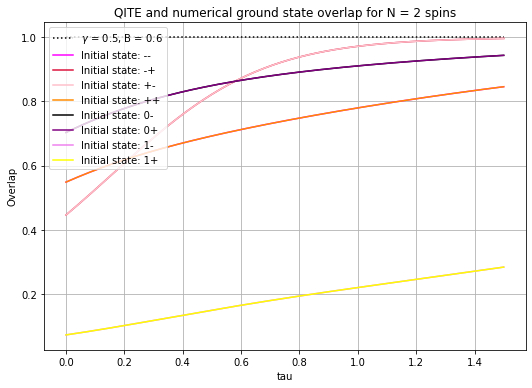 QITE and numerical ground state overlap for N = 2 spins
γ = 0.5, B = 0.6
Initial state: --
Initial state: -+
Initial state: +-
Initial state: ++
Initial state: 0-
Initial state: 0+
Initial state: 1-
Initial state: 1+
Overlap
1.0
0.8
0.6
0.4
0.2
0.0 0.2 0.4 0.6 0.8 1.0 1.2 1.4
tau